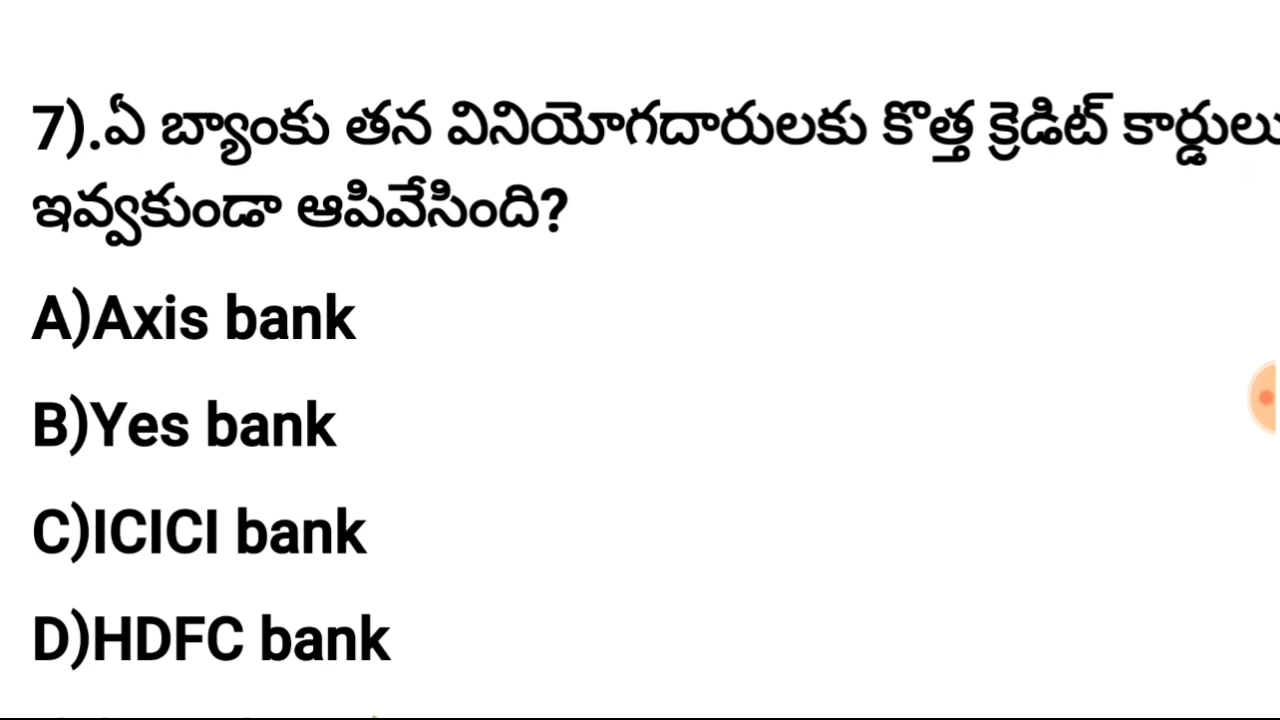 7).ఏ బ్యాంకు తన వినియోగదారులకు కొత్త క్రెడిట్ కార్డులు
ఇవ్వకుండా ఆపివేసింది?
A)Axis bank
B)Yes bank
C)ICICI bank
D)HDFC bank